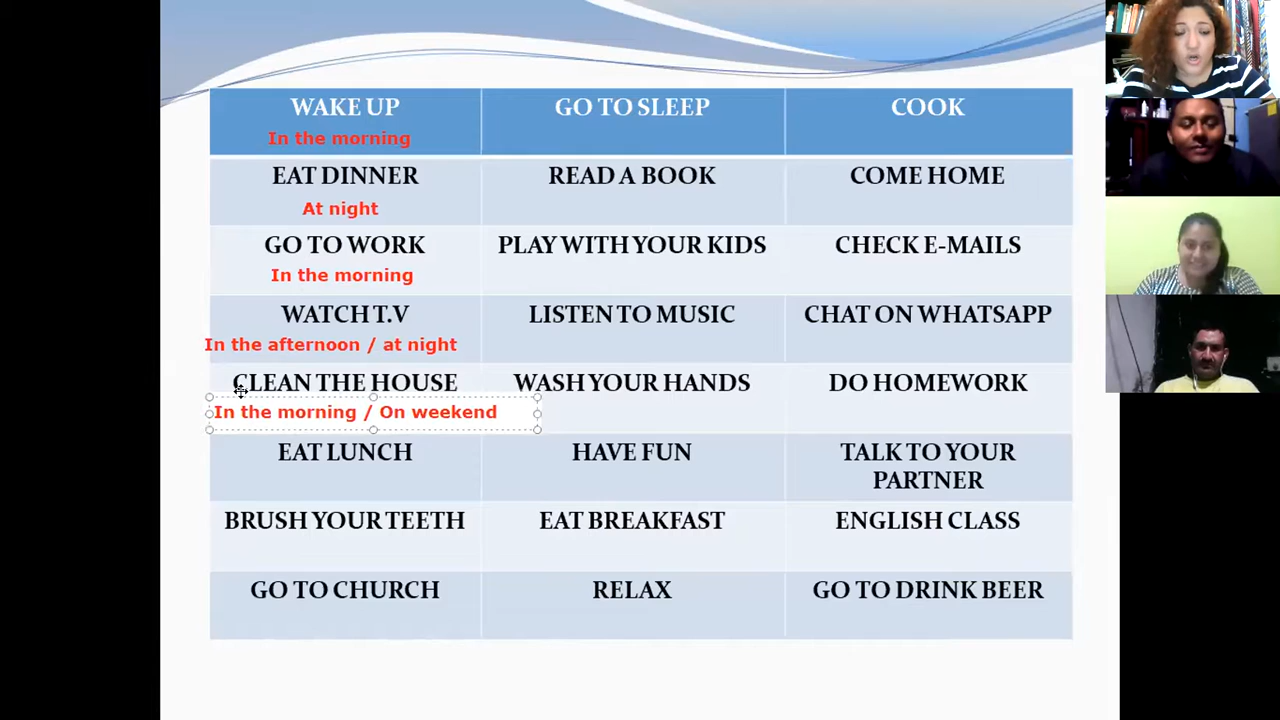 WAKE UP
GO TO SLEEP
COOK
In the morning
EAT DINNER
READ A BOOK
COME HOME
At night
GO TO WORK
PLAY WITH YOUR KIDS
CHECK E-MAILS
In the morning
WATCH T.V
LISTEN TO MUSIC
CHAT ON WHATSAPP
In the afternoon / at night
CLEAN THE HOUSE
WASH YOUR HANDS
DO HOMEWORK
In the morning / On weekend
EAT LUNCH
HAVE FUN
TALK TO YOUR
PARTNER
BRUSH YOUR TEETH
EAT BREAKFAST
ENGLISH CLASS
GO TO CHURCH
RELAX
GO TO DRINK BEER